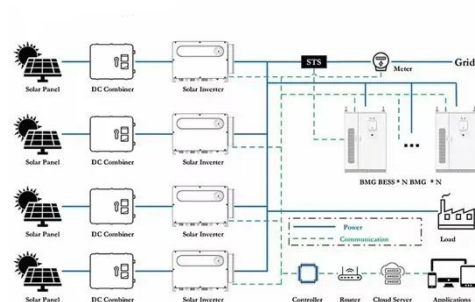 STS
Meter
Grid
Solar Panel
DC Combiner
Solar Inverter
Solar Panel
DC Combiner
Solar Inverter
BMG BESS * N BMG * N
Solar Panel
DC Combiner
Solar Inverter
Power
Communication
Load
Solar Panel
DC Combiner
Solar Inverter
Controller
Router
Cloud Server
Applications